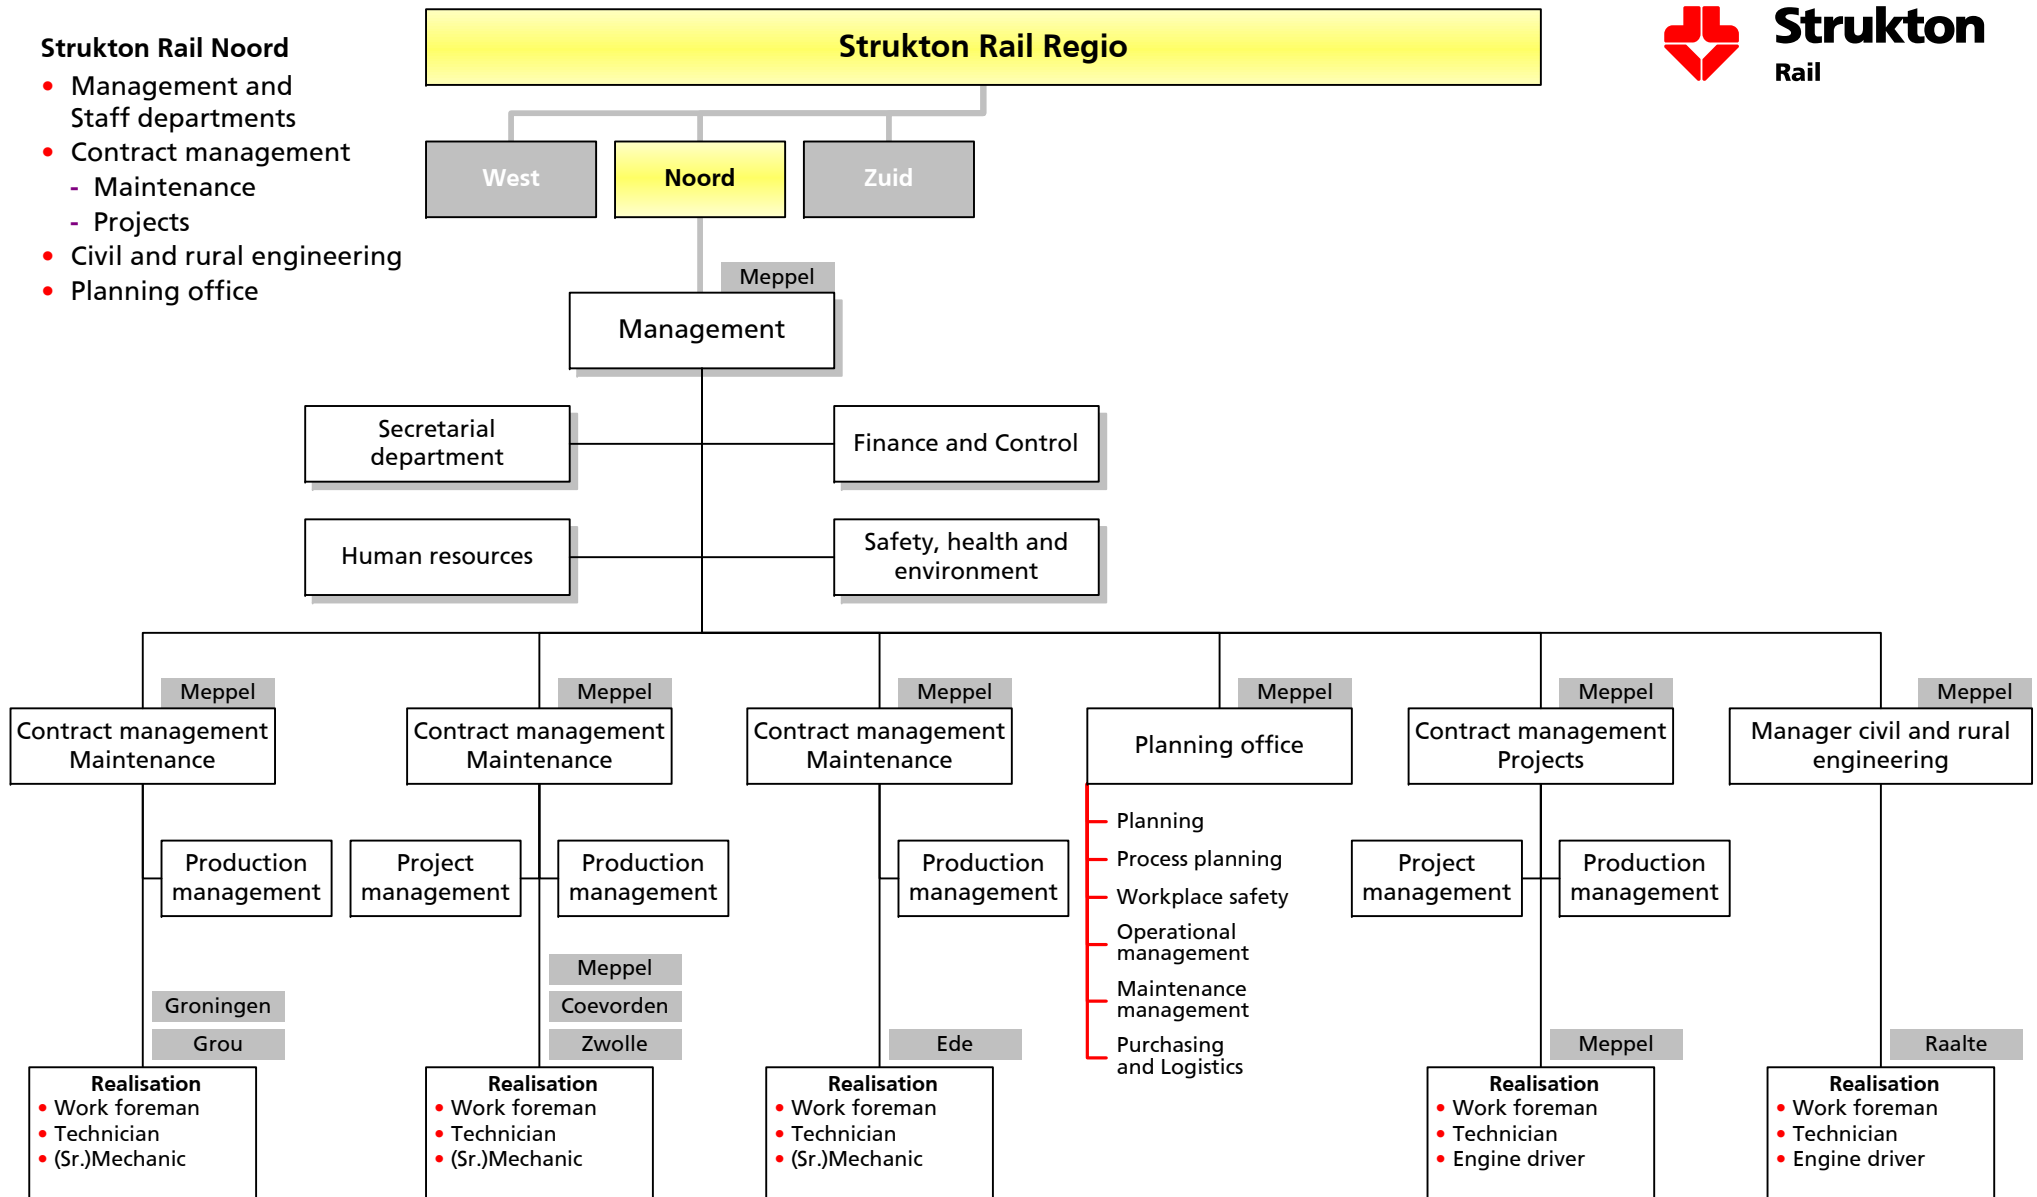 Strukton Rail Noord
• Management and
Staff departments
• Contract management
- Maintenance
- Projects
• Civil and rural engineering
• Planning office
Strukton Rail Regio
Strukton
Rail
West
Noord
Zuid
Meppel
Management
Secretarial
department
Finance and Control
Human resources
Safety, health and
environment
Meppel
Contract management
Maintenance
Production
management
Groningen
Grou
Realisation
• Work foreman
• Technician
• (Sr.)Mechanic
Meppel
Contract management
Maintenance
Project
management
Production
management
Meppel
Coevorden
Zwolle
Realisation
• Work foreman
• Technician
• (Sr.)Mechanic
Meppel
Contract management
Maintenance
Production
management
Ede
Realisation
• Work foreman
• Technician
• (Sr.)Mechanic
Meppel
Planning office
Planning
Process planning
Workplace safety
Operational
management
Maintenance
management
Purchasing
and Logistics
Meppel
Contract management
Projects
Project
management
Production
management
Meppel
Realisation
• Work foreman
• Technician
• Engine driver
Meppel
Manager civil and rural
engineering
Raalte
Realisation
• Work foreman
• Technician
• Engine driver